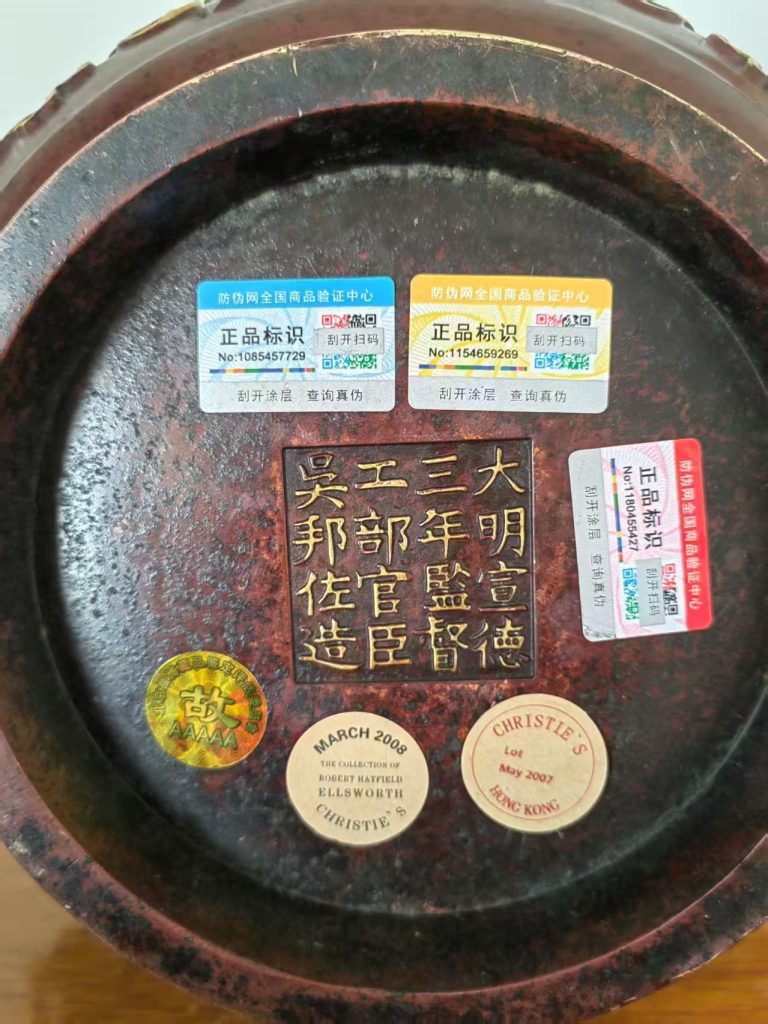 防伪网全国商品验证中心
正品标识
刮开扫码
No:1085457729
刮开涂层 查询真伪
防伪网全国商品验证中心
正品标识
刮开扫码
No:1154659269
刮开涂层 查询真伪
防伪网全国商品验证中心
正品标识
刮开扫码
No:1180455427
刮开涂层 查询真伪
大明宣德
三年監督
工部官臣
吳邦佐造
故
AAAAA
MARCH 2008
THE COLLECTION OF
ROBERT HATFIELD
ELLSWORTH
CHRISTIE`S
CHRISTIE`S
Lot
May 2007
HONG KONG